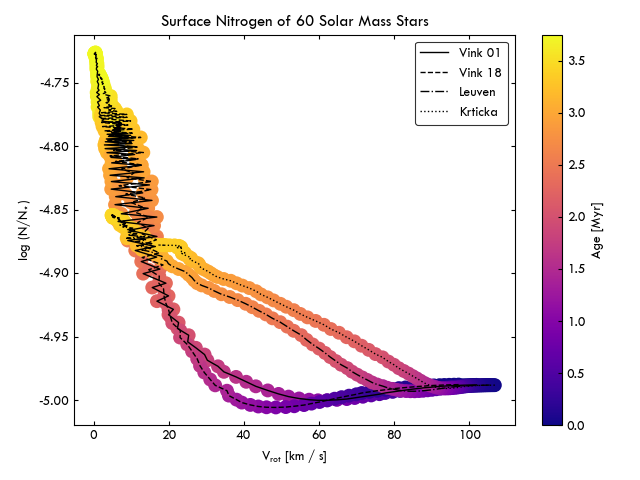 Surface Nitrogen of 60 Solar Mass Stars
Vink 01
Vink 18
Leuven
Krticka
-4.75
-4.80
-4.85
-4.90
-4.95
-5.00
log (N/N*)
0
20
40
60
80
100
Vrot [km / s]
3.5
3.0
2.5
2.0
1.5
1.0
0.5
0.0
Age [Myr]